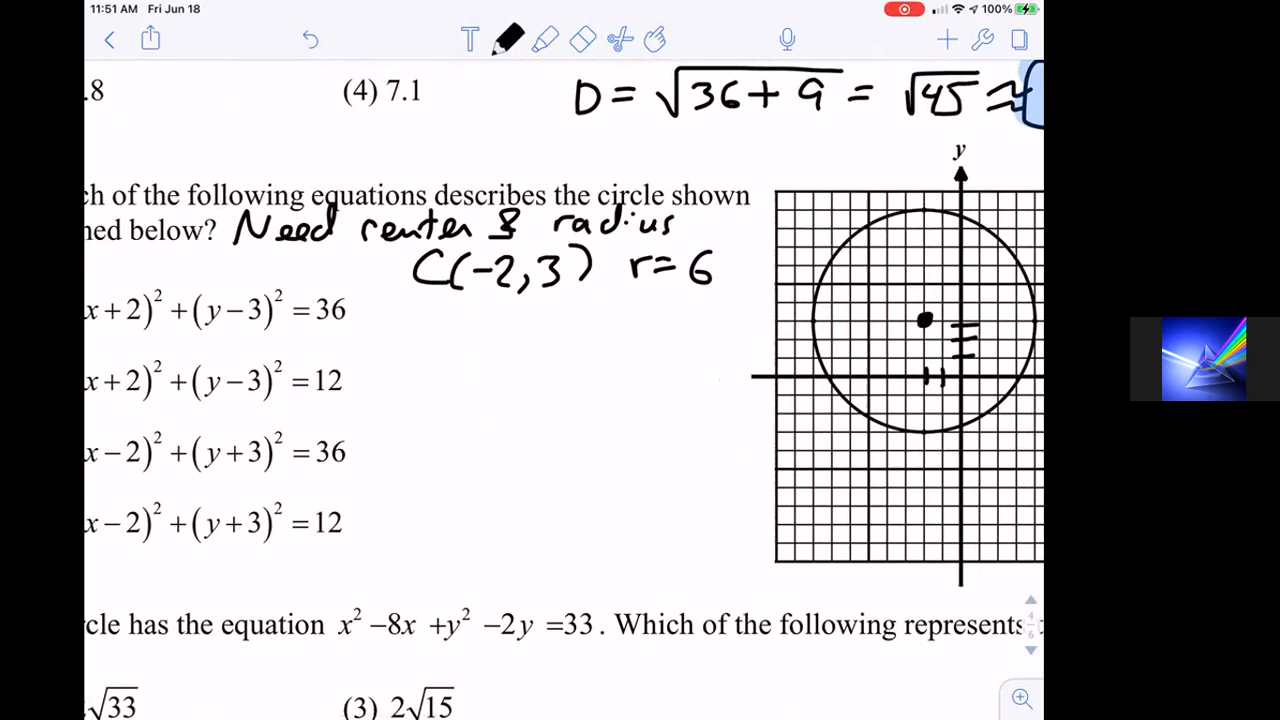 11:51 AM Fri Jun 18
100%
T
.8
(4) 7.1
D = √36 + 9 = √45 ≈
y
ch of the following equations describes the circle shown
ned below? Need center & radius
C(-2, 3) r = 6
x + 2)² + (y − 3)² = 36
x + 2)² + (y − 3)² = 12
x − 2)² + (y + 3)² = 36
x − 2)² + (y + 3)² = 12
cle has the equation x² −8x +y² −2y =33. Which of the following represents
4
6
√33
(3) 2√15